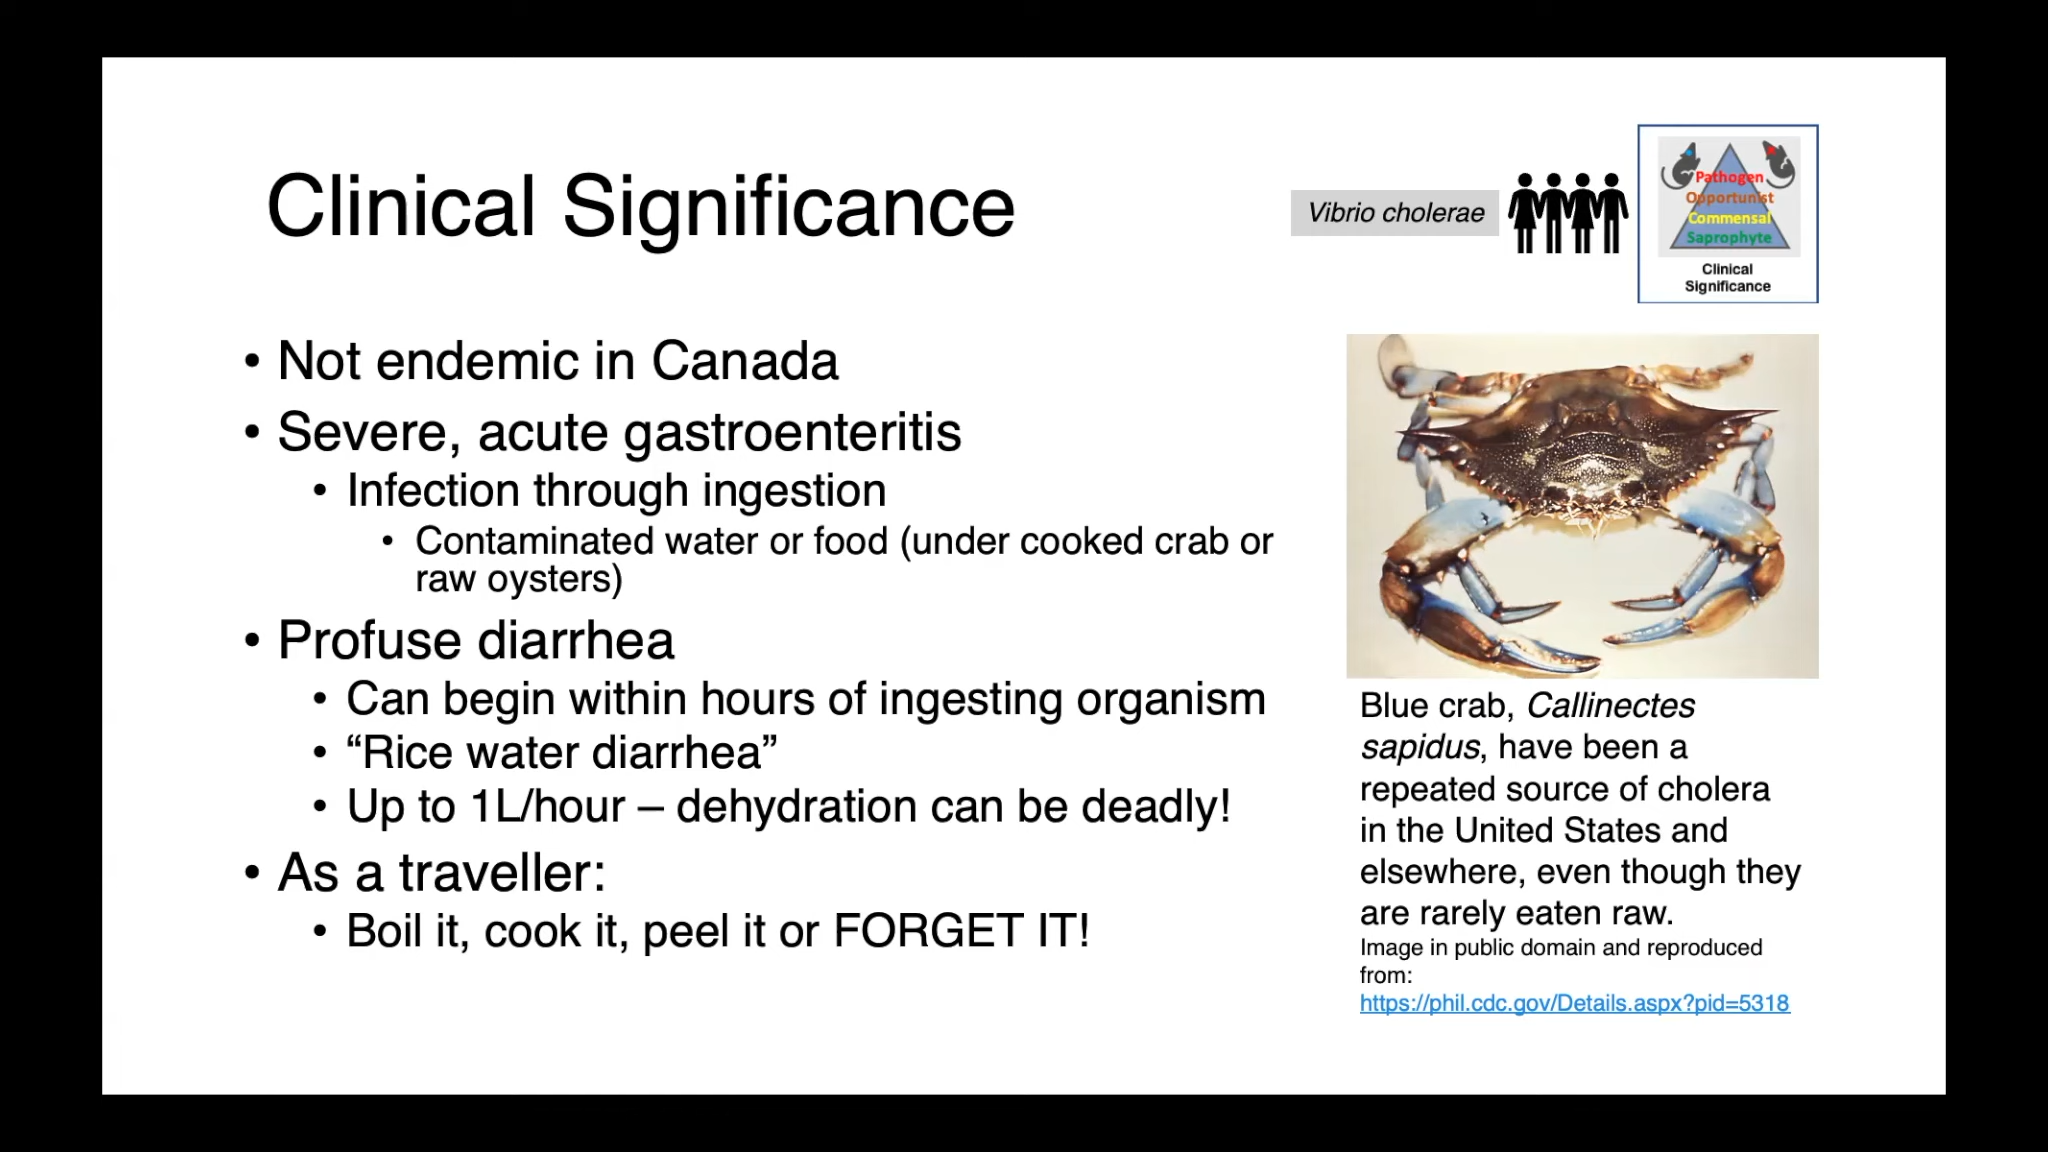 Clinical Significance
Vibrio cholerae
Pathogen
Opportunist
Commensal
Saprophyte
Clinical
Significance
• Not endemic in Canada
• Severe, acute gastroenteritis
• Infection through ingestion
• Contaminated water or food (under cooked crab or
raw oysters)
• Profuse diarrhea
• Can begin within hours of ingesting organism
• “Rice water diarrhea”
• Up to 1L/hour – dehydration can be deadly!
• As a traveller:
• Boil it, cook it, peel it or FORGET IT!
Blue crab, Callinectes
sapidus, have been a
repeated source of cholera
in the United States and
elsewhere, even though they
are rarely eaten raw.
Image in public domain and reproduced
from:
https://phil.cdc.gov/Details.aspx?pid=5318